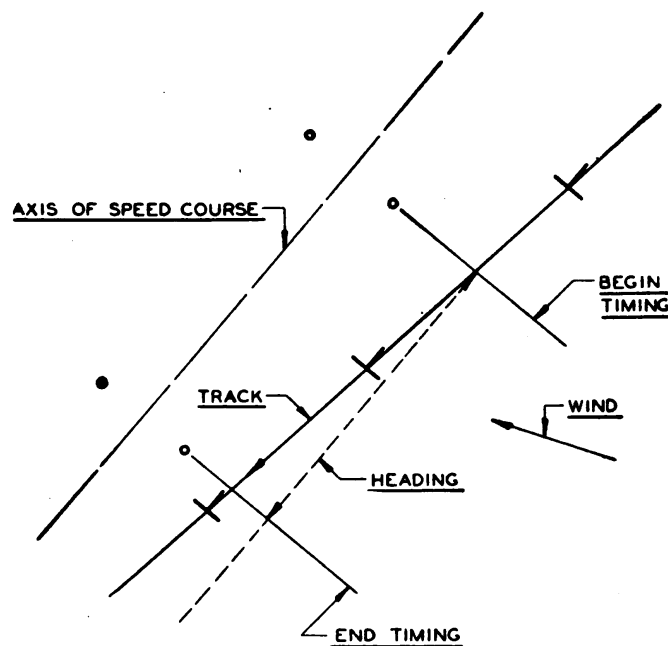 AXIS OF SPEED COURSE
BEGIN
TIMING
TRACK
WIND
HEADING
END TIMING